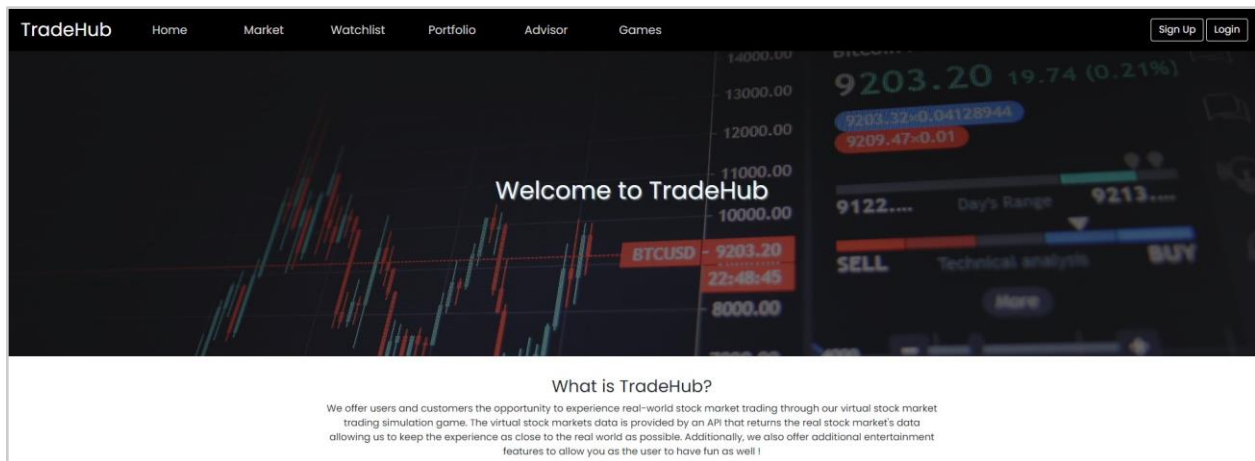 TradeHub Home Market Watchlist Portfolio Advisor Games Sign Up Login
14000.00
9203.20 19.74 (0.21%)
13000.00
9203.32×0.04128944
12000.00
9209.47×0.01
11000.00
Welcome to TradeHub
9122.... Day's Range 9213....
10000.00
BTCUSD 9203.20
SELL Technical analysis BUY
22:48:45
More
8000.00
What is TradeHub?
We offer users and customers the opportunity to experience real-world stock market trading through our virtual stock market
trading simulation game. The virtual stock markets data is provided by an API that returns the real stock market's data
allowing us to keep the experience as close to the real world as possible. Additionally, we also offer additional entertainment
features to allow you as the user to have fun as well !